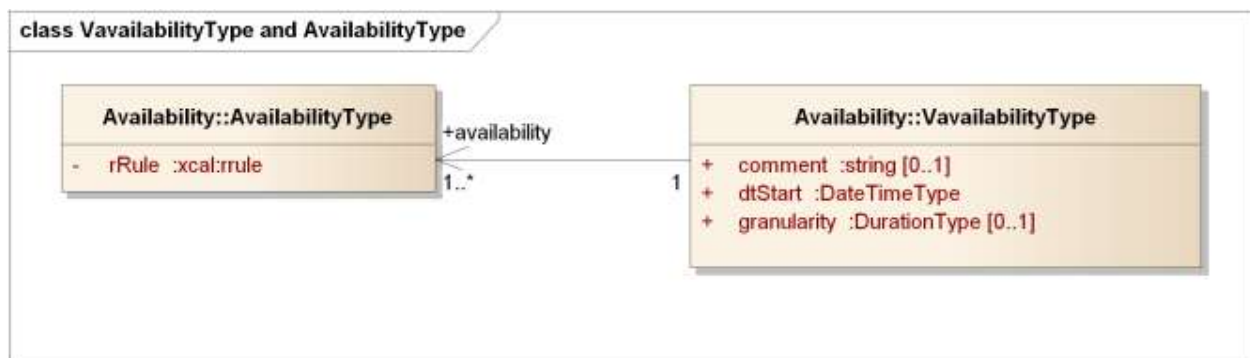 class VavailabilityType and AvailabilityType
Availability::AvailabilityType
- rRule :xcal:rrule
+availability
1..*
1
Availability::VavailabilityType
+ comment :string [0..1]
+ dtStart :DateTimeType
+ granularity :DurationType [0..1]